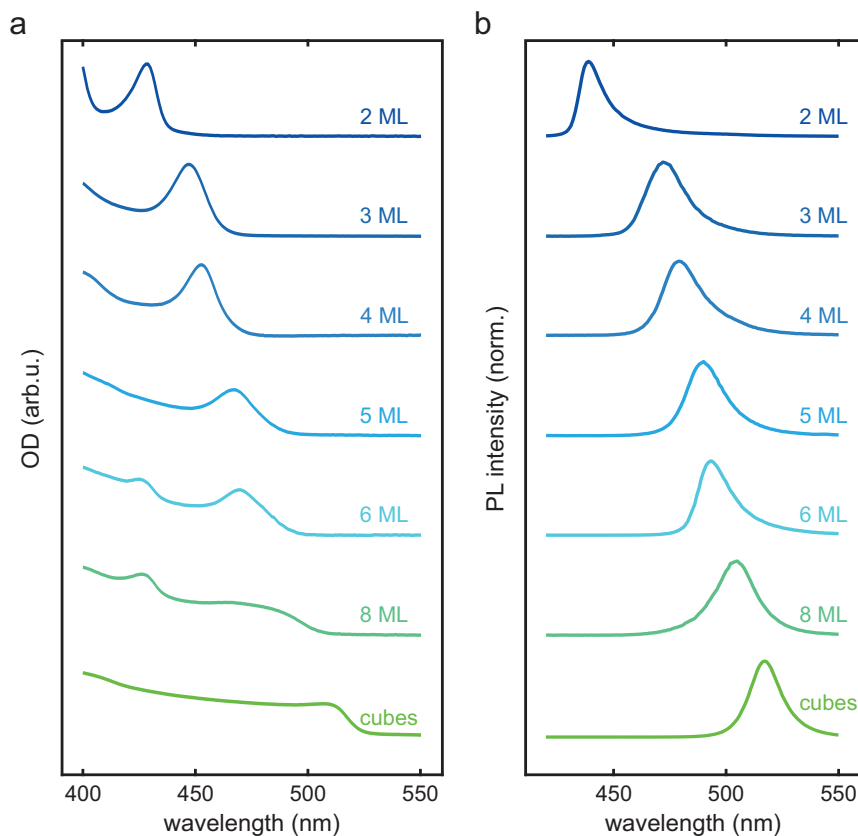 a
2 ML
3 ML
4 ML
5 ML
6 ML
8 ML
cubes
OD (arb.u.)
400 450 500 550
wavelength (nm)
b
2 ML
3 ML
4 ML
5 ML
6 ML
8 ML
cubes
PL intensity (norm.)
450 500 550
wavelength (nm)